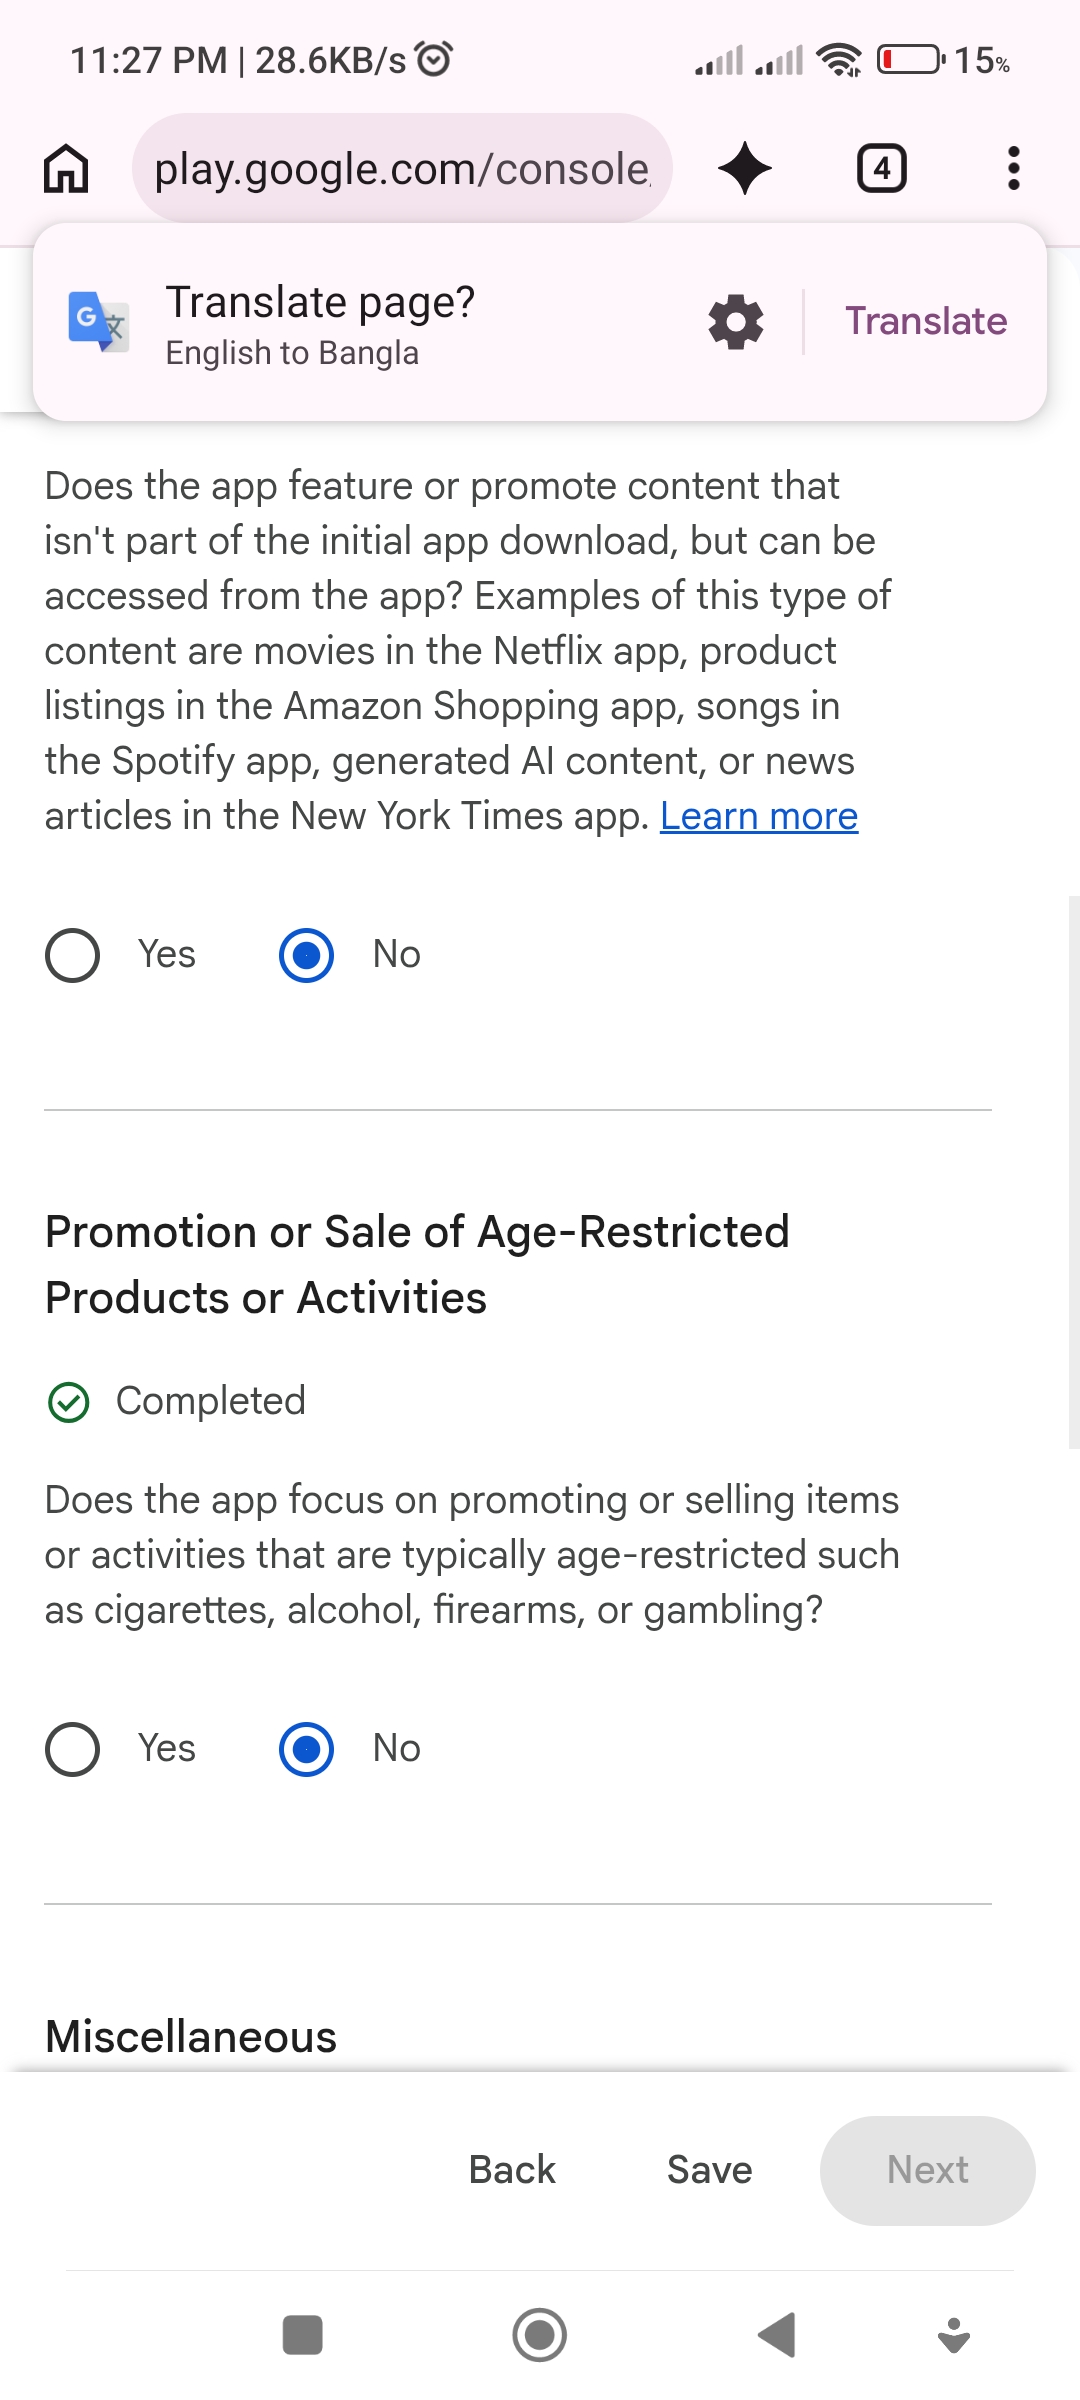 11:27 PM | 28.6KB/s
15%
play.google.com/console
4
Translate page?
English to Bangla
Translate
Does the app feature or promote content that
isn't part of the initial app download, but can be
accessed from the app? Examples of this type of
content are movies in the Netflix app, product
listings in the Amazon Shopping app, songs in
the Spotify app, generated AI content, or news
articles in the New York Times app. Learn more
Yes No
Promotion or Sale of Age-Restricted
Products or Activities
Completed
Does the app focus on promoting or selling items
or activities that are typically age-restricted such
as cigarettes, alcohol, firearms, or gambling?
Yes No
Miscellaneous
Back Save Next